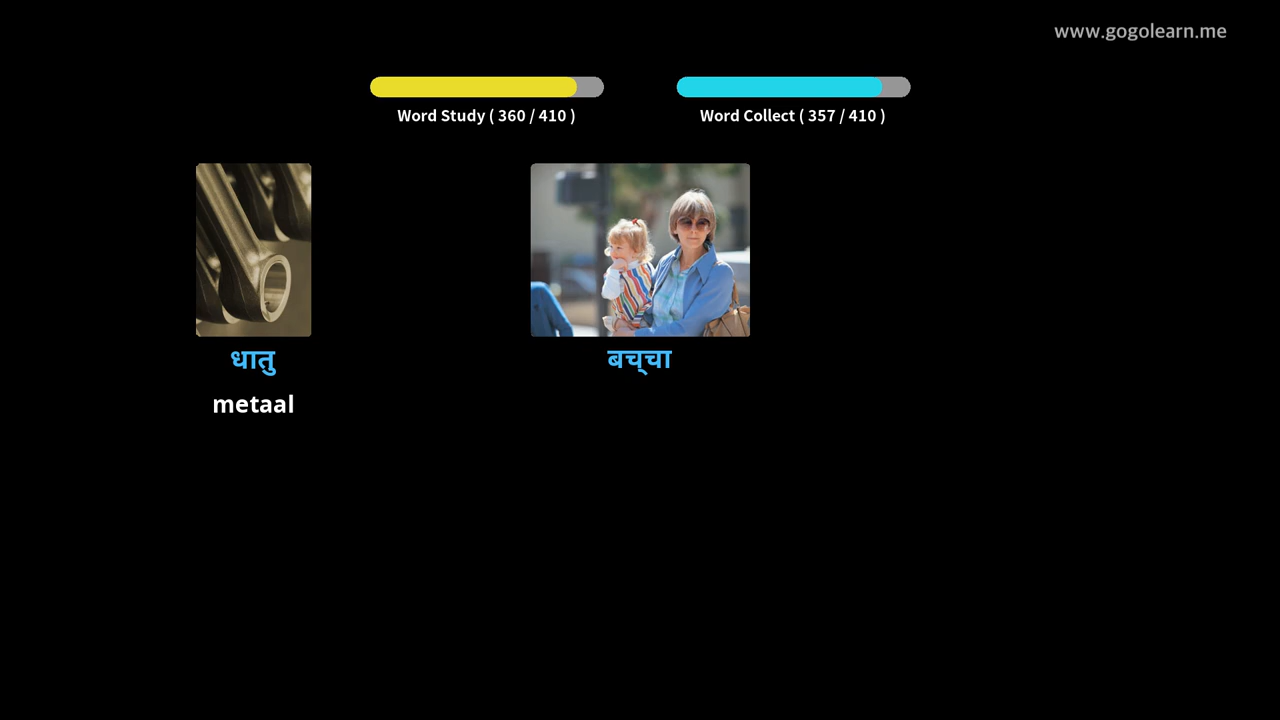 www.gogolearn.me
Word Study ( 360 / 410 )
Word Collect ( 357 / 410 )
धातु
बच्चा
metaal